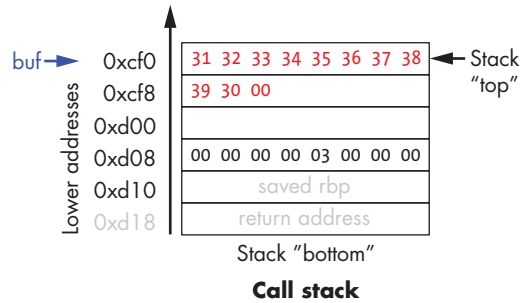 buf 0xcf0 31 32 33 34 35 36 37 38 Stack "top"
0xcf8 39 30 00
0xd00
0xd08 00 00 00 00 03 00 00 00
0xd10 saved rbp
0xd18 return address
Lower addresses
Stack "bottom"
Call stack